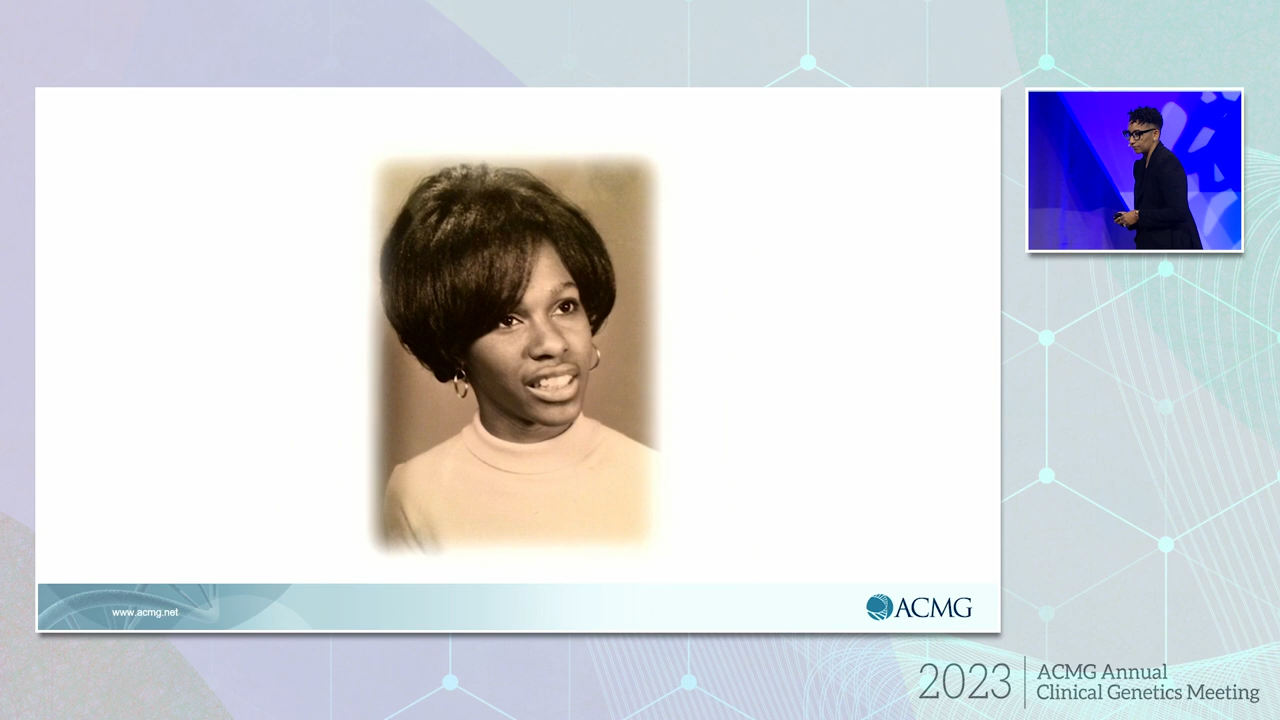 www.acmg.net
ACMG
2023
ACMG Annual
Clinical Genetics Meeting